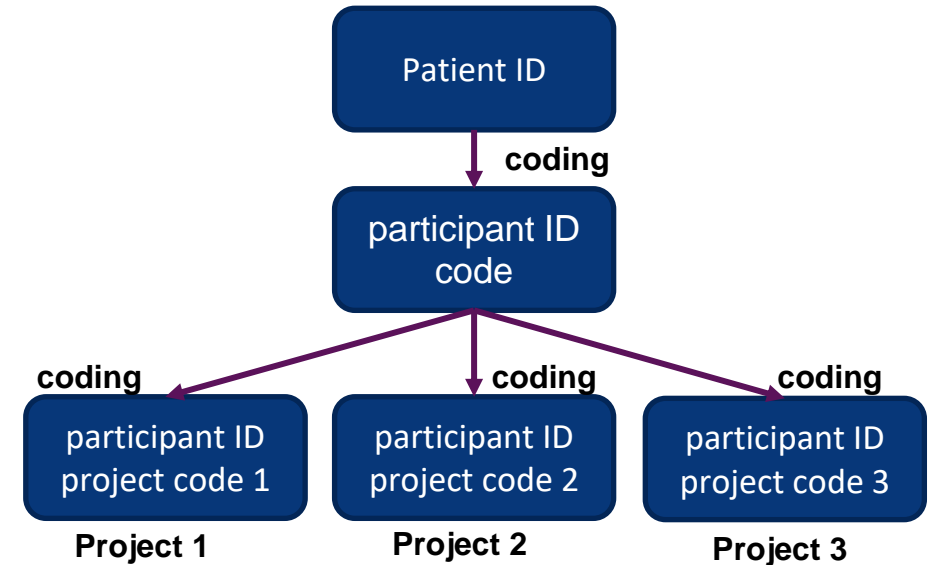 Patient ID
coding
participant ID
code
coding
coding
coding
participant ID
project code 1
participant ID
project code 2
participant ID
project code 3
Project 1
Project 2
Project 3